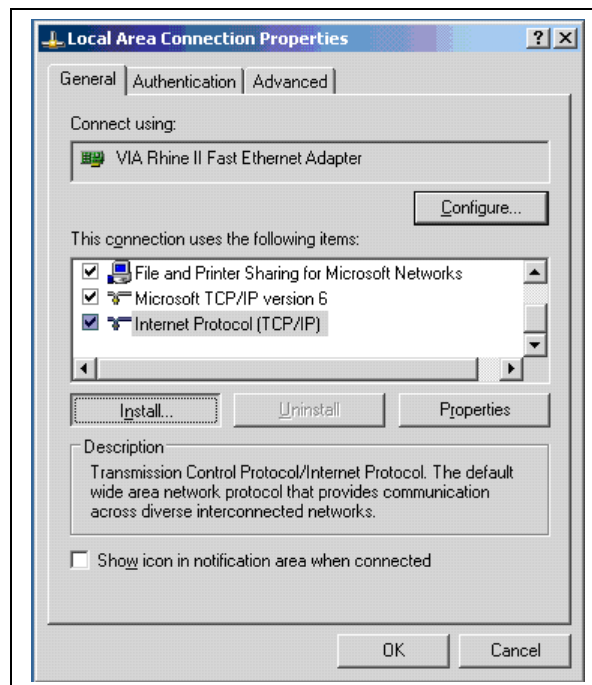 Local Area Connection Properties
General Authentication Advanced
Connect using:
VIA Rhine II Fast Ethernet Adapter
Configure...
This connection uses the following items:
File and Printer Sharing for Microsoft Networks
Microsoft TCP/IP version 6
Internet Protocol (TCP/IP)
Install... Uninstall Properties
Description
Transmission Control Protocol/Internet Protocol. The default
wide area network protocol that provides communication
across diverse interconnected networks.
Show icon in notification area when connected
OK Cancel